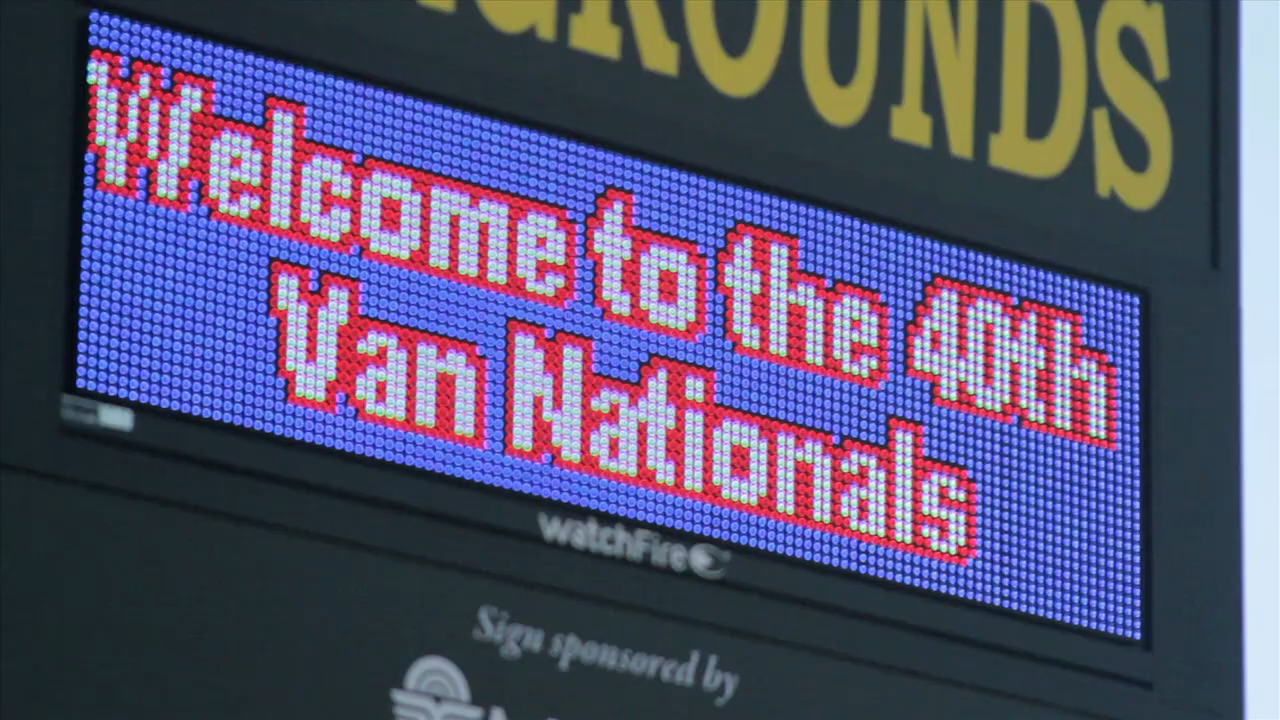 GROUNDS
Welcome to the 40th
Van Nationals
watchFire
Sign sponsored by